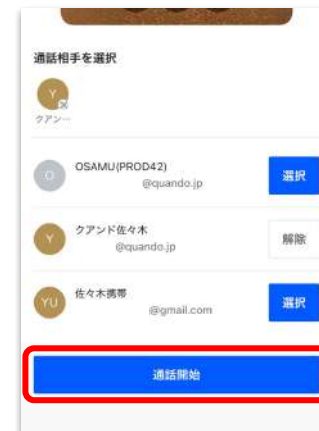 通話相手を選択
Y
クアン…
O
OSAMU(PROD42)
@quando.jp
選択
Y
クアンド佐々木
@quando.jp
解除
YU
佐々木携帯
@gmail.com
選択
通話開始